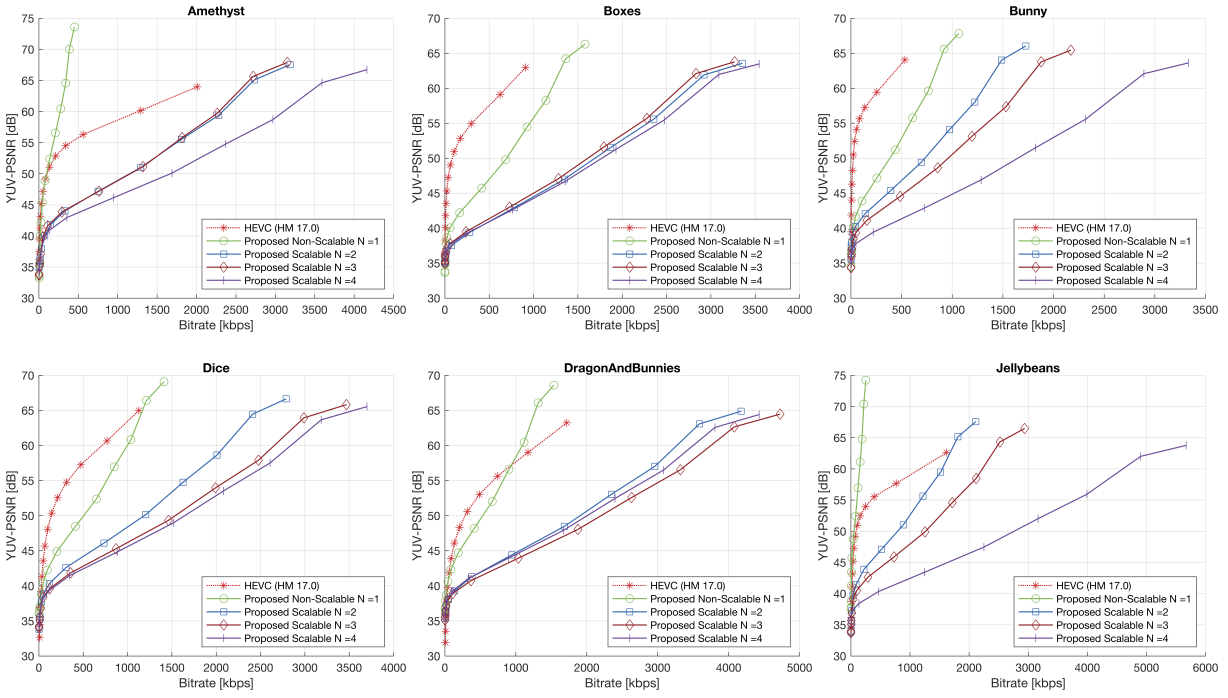 Amethyst
YUV-PSNR [dB]
75
70
65
60
55
50
45
40
35
30
HEVC (HM 17.0)
Proposed Non-Scalable N =1
Proposed Scalable N =2
Proposed Scalable N =3
Proposed Scalable N =4
0 500 1000 1500 2000 2500 3000 3500 4000 4500
Bitrate [kbps]
Boxes
YUV-PSNR [dB]
70
65
60
55
50
45
40
35
30
HEVC (HM 17.0)
Proposed Non-Scalable N =1
Proposed Scalable N =2
Proposed Scalable N =3
Proposed Scalable N =4
0 500 1000 1500 2000 2500 3000 3500 4000
Bitrate [kbps]
Bunny
YUV-PSNR [dB]
70
65
60
55
50
45
40
35
30
HEVC (HM 17.0)
Proposed Non-Scalable N =1
Proposed Scalable N =2
Proposed Scalable N =3
Proposed Scalable N =4
0 500 1000 1500 2000 2500 3000 3500
Bitrate [kbps]
Dice
YUV-PSNR [dB]
70
65
60
55
50
45
40
35
30
HEVC (HM 17.0)
Proposed Non-Scalable N =1
Proposed Scalable N =2
Proposed Scalable N =3
Proposed Scalable N =4
0 500 1000 1500 2000 2500 3000 3500 4000
Bitrate [kbps]
DragonAndBunnies
YUV-PSNR [dB]
70
65
60
55
50
45
40
35
30
HEVC (HM 17.0)
Proposed Non-Scalable N =1
Proposed Scalable N =2
Proposed Scalable N =3
Proposed Scalable N =4
0 1000 2000 3000 4000 5000
Bitrate [kbps]
Jellybeans
YUV-PSNR [dB]
75
70
65
60
55
50
45
40
35
30
HEVC (HM 17.0)
Proposed Non-Scalable N =1
Proposed Scalable N =2
Proposed Scalable N =3
Proposed Scalable N =4
0 1000 2000 3000 4000 5000 6000
Bitrate [kbps]